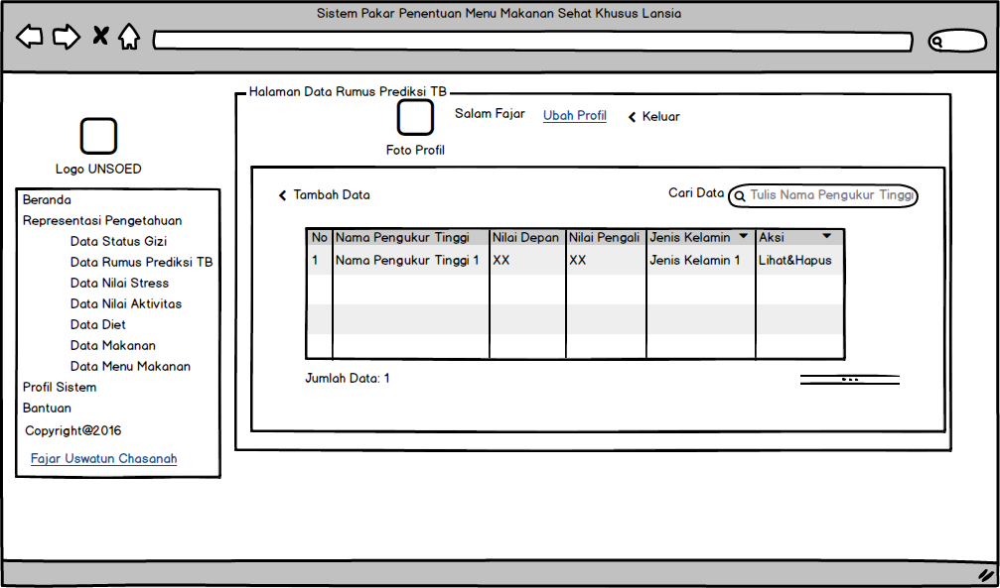 Sistem Pakar Penentuan Menu Makanan Sehat Khusus Lansia
Logo UNSOED
Beranda
Representasi Pengetahuan
Data Status Gizi
Data Rumus Prediksi TB
Data Nilai Stress
Data Nilai Aktivitas
Data Diet
Data Makanan
Data Menu Makanan
Profil Sistem
Bantuan
Copyright@2016
Fajar Uswatun Chasanah
Halaman Data Rumus Prediksi TB
Foto Profil
Salam Fajar Ubah Profil Keluar
Tambah Data
Cari Data Tulis Nama Pengukur Tinggi
No Nama Pengukur Tinggi Nilai Depan Nilai Pengali Jenis Kelamin Aksi
1 Nama Pengukur Tinggi 1 XX XX Jenis Kelamin 1 Lihat&Hapus
Jumlah Data: 1